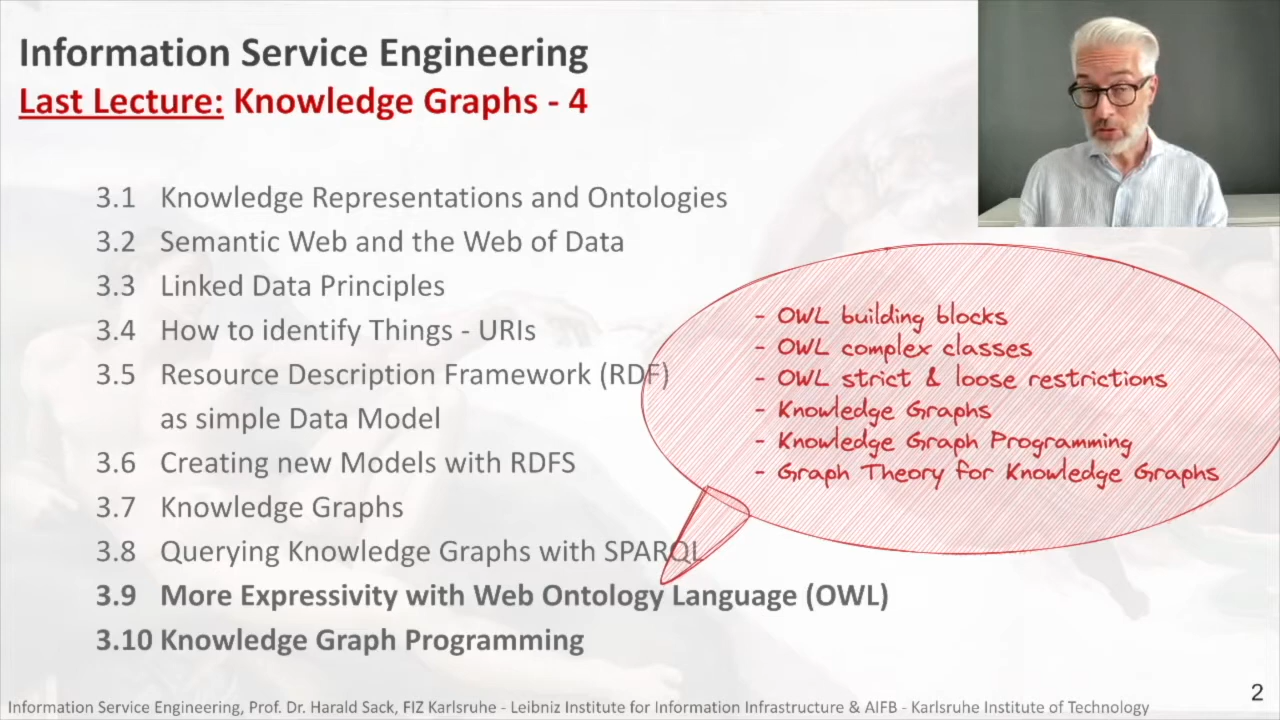 Information Service Engineering
Last Lecture: Knowledge Graphs - 4
3.1 Knowledge Representations and Ontologies
3.2 Semantic Web and the Web of Data
3.3 Linked Data Principles
3.4 How to identify Things - URIs
3.5 Resource Description Framework (RDF)
as simple Data Model
3.6 Creating new Models with RDFS
3.7 Knowledge Graphs
3.8 Querying Knowledge Graphs with SPARQL
3.9 More Expressivity with Web Ontology Language (OWL)
3.10 Knowledge Graph Programming
- OWL building blocks
- OWL complex classes
- OWL strict & loose restrictions
- Knowledge Graphs
- Knowledge Graph Programming
- Graph Theory for Knowledge Graphs
Information Service Engineering, Prof. Dr. Harald Sack, FIZ Karlsruhe - Leibniz Institute for Information Infrastructure & AIFB - Karlsruhe Institute of Technology
2